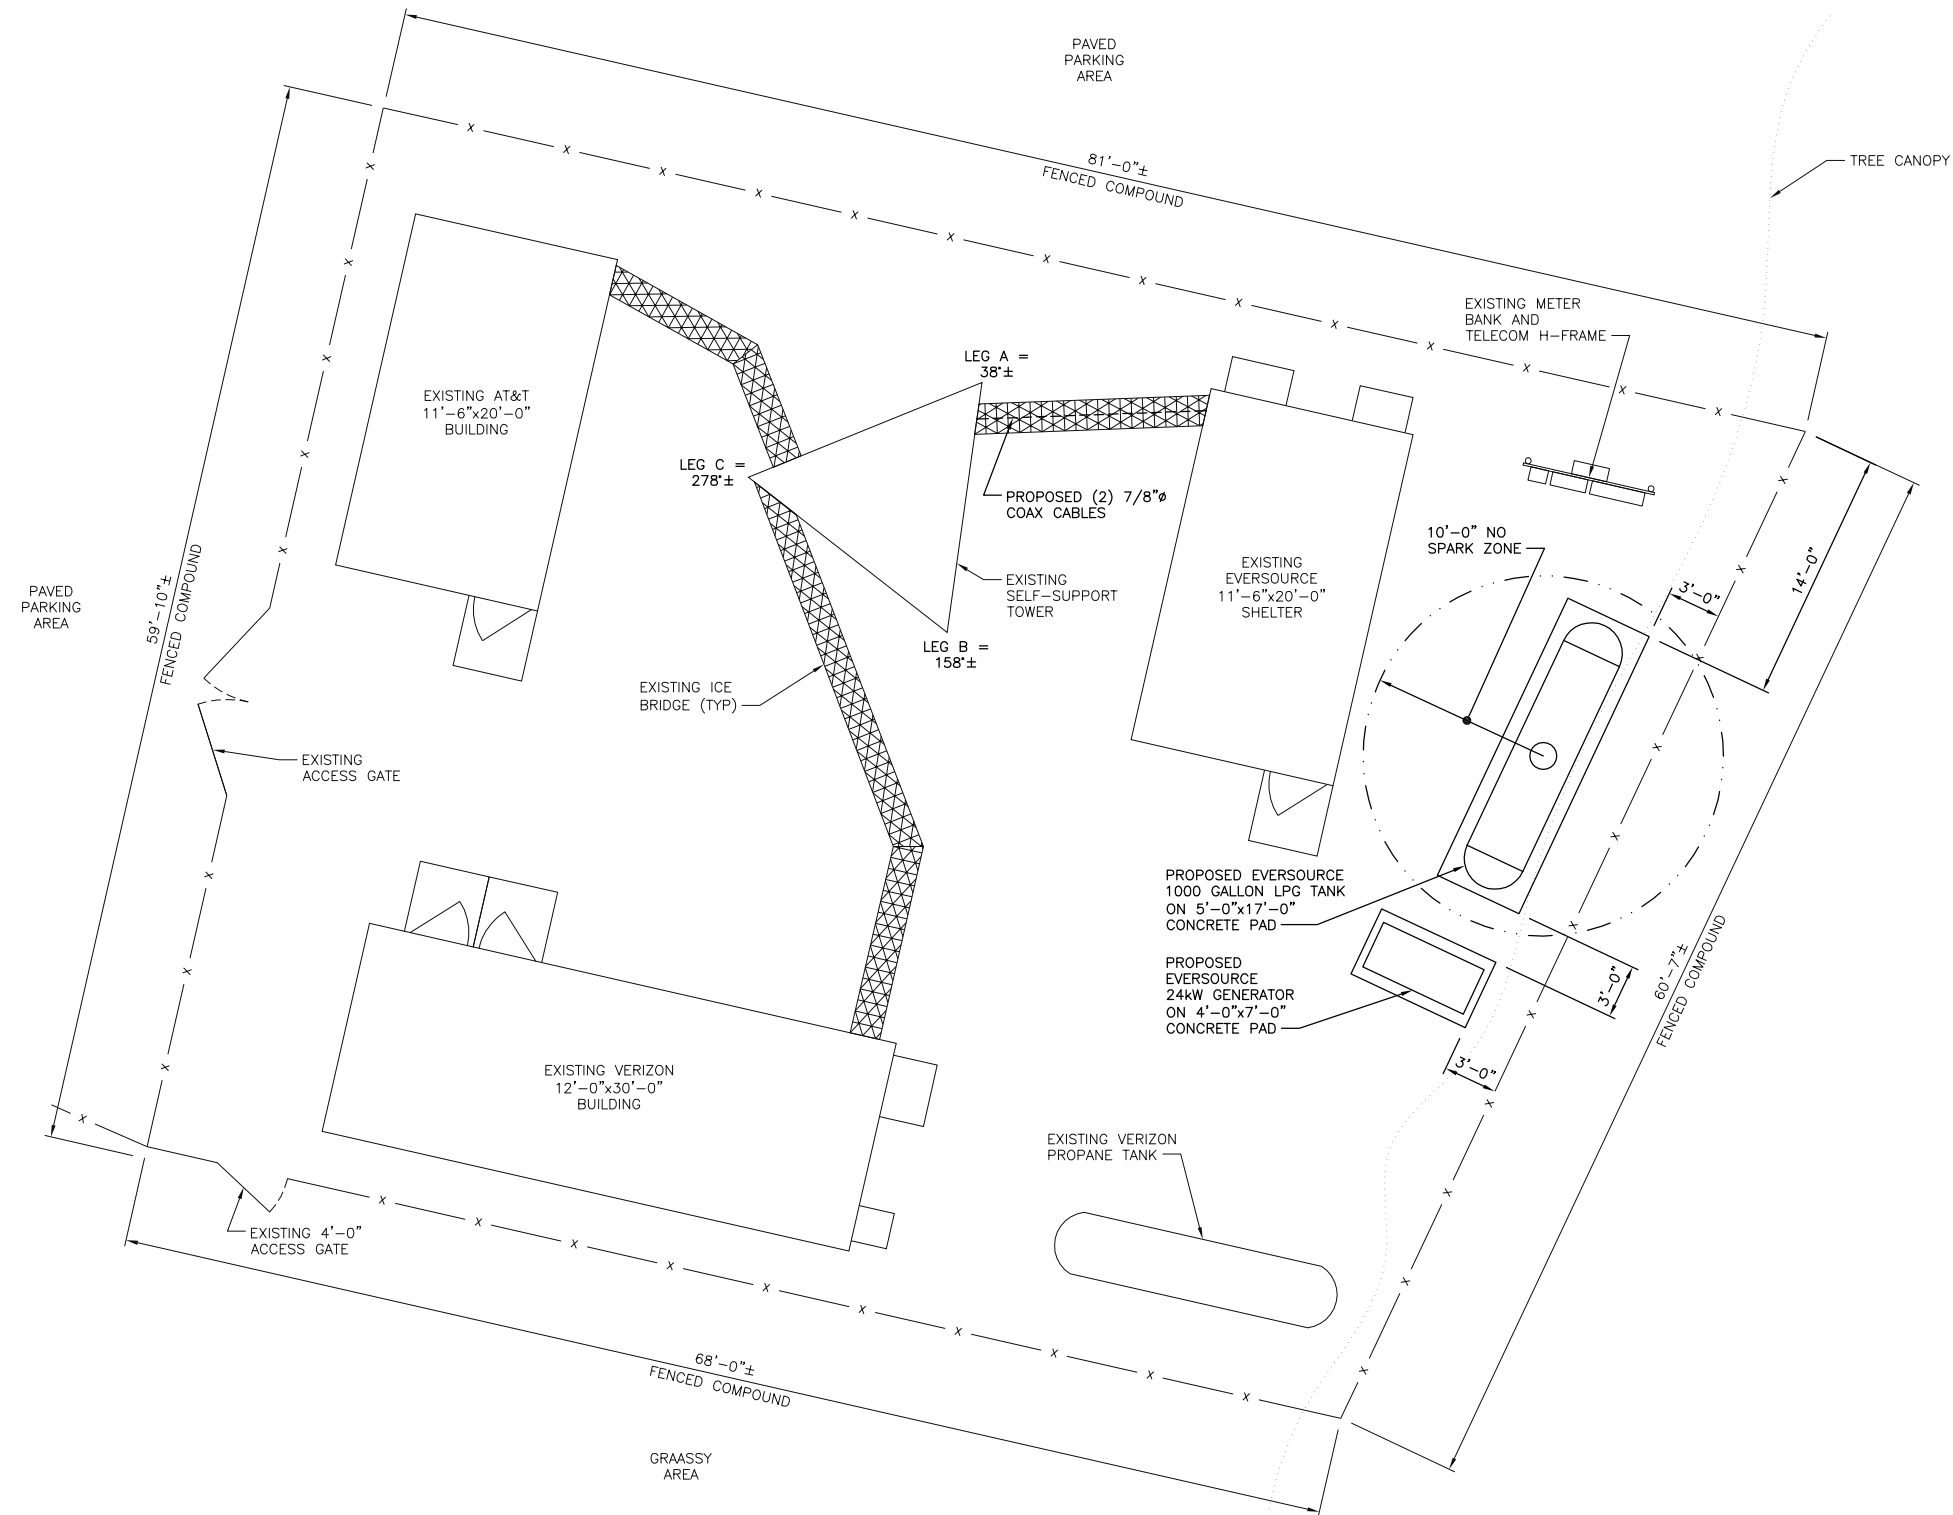 PAVED
PARKING
AREA
81'-0"±
FENCED COMPOUND
TREE CANOPY
EXISTING METER
BANK AND
TELECOM H-FRAME
LEG A =
38°±
EXISTING AT&T
11'-6"x20'-0"
BUILDING
LEG C =
278°±
PROPOSED (2) 7/8"ø
COAX CABLES
10'-0" NO
SPARK ZONE
14'-0"
3'-0"
EXISTING
EVERSOURCE
11'-6"x20'-0"
SHELTER
EXISTING
SELF-SUPPORT
TOWER
PAVED
PARKING
AREA
59'-10"±
FENCED COMPOUND
LEG B =
158°±
EXISTING ICE
BRIDGE (TYP)
EXISTING
ACCESS GATE
PROPOSED EVERSOURCE
1000 GALLON LPG TANK
ON 5'-0"x17'-0"
CONCRETE PAD
PROPOSED
EVERSOURCE
24kW GENERATOR
ON 4'-0"x7'-0"
CONCRETE PAD
3'-0"
60'-7"±
FENCED COMPOUND
3'-0"
EXISTING VERIZON
12'-0"x30'-0"
BUILDING
EXISTING VERIZON
PROPANE TANK
EXISTING 4'-0"
ACCESS GATE
68'-0"±
FENCED COMPOUND
GRAASSY
AREA